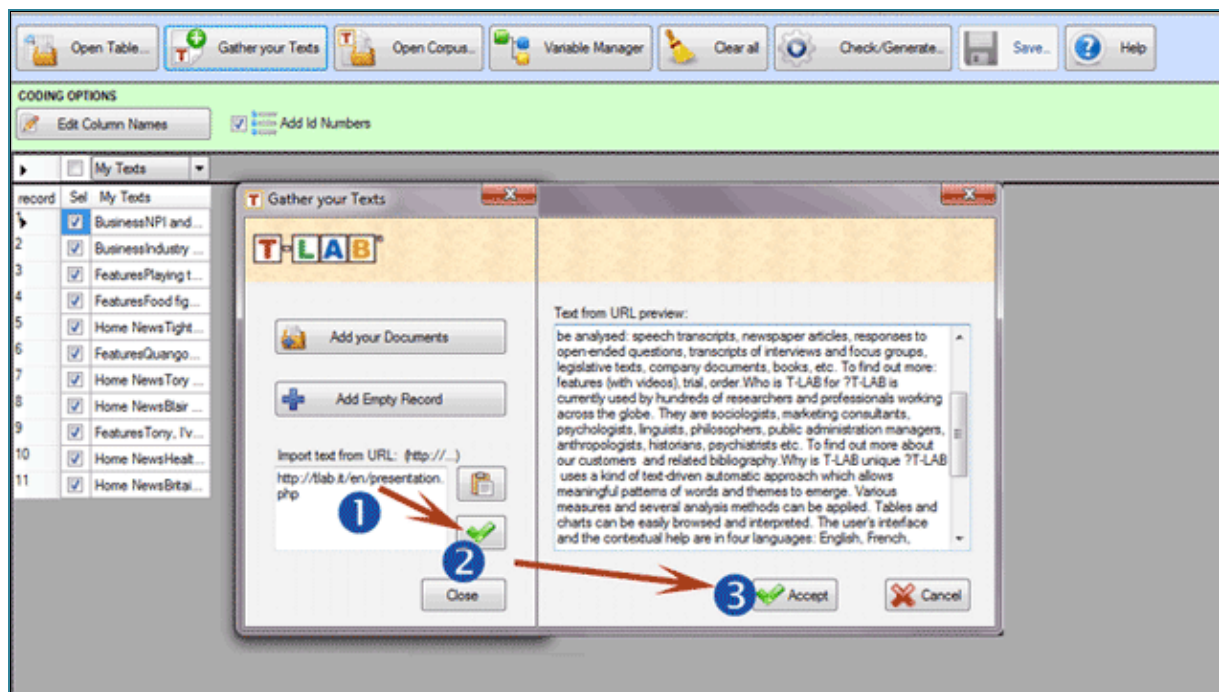 Open Table...
Gather your Texts
Open Corpus...
Variable Manager
Clear all
Check/Generate...
Save...
Help
CODING OPTIONS
Edit Column Names
Add Id Numbers
My Texts
record Sel My Texts
BusinessNPI and...
2 BusinessIndustry ...
3 FeaturesPlaying t...
4 FeaturesFood fig...
5 Home NewsTight...
6 FeaturesQuango...
7 Home NewsTory ...
8 Home NewsBlair ...
9 FeaturesTony, I'v...
10 Home NewsHealt...
11 Home NewsBritai...
T Gather your Texts
T-LAB
Add your Documents
Add Empty Record
Import text from URL: (http://...)
http://tlab.it/en/presentation.
php
1
2
Close
Text from URL preview:
be analysed: speech transcripts, newspaper articles, responses to
open-ended questions, transcripts of interviews and focus groups,
legislative texts, company documents, books, etc. To find out more:
features (with videos), trial, order.Who is T-LAB for ?T-LAB is
currently used by hundreds of researchers and professionals working
across the globe. They are sociologists, marketing consultants,
psychologists, linguists, philosophers, public administration managers,
anthropologists, historians, psychiatrists etc. To find out more about
our customers and related bibliography.Why is T-LAB unique ?T-LAB
uses a kind of text-driven automatic approach which allows
meaningful patterns of words and themes to emerge. Various
measures and several analysis methods can be applied. Tables and
charts can be easily browsed and interpreted. The user's interface
and the contextual help are in four languages: English, French,
3
Accept
Cancel